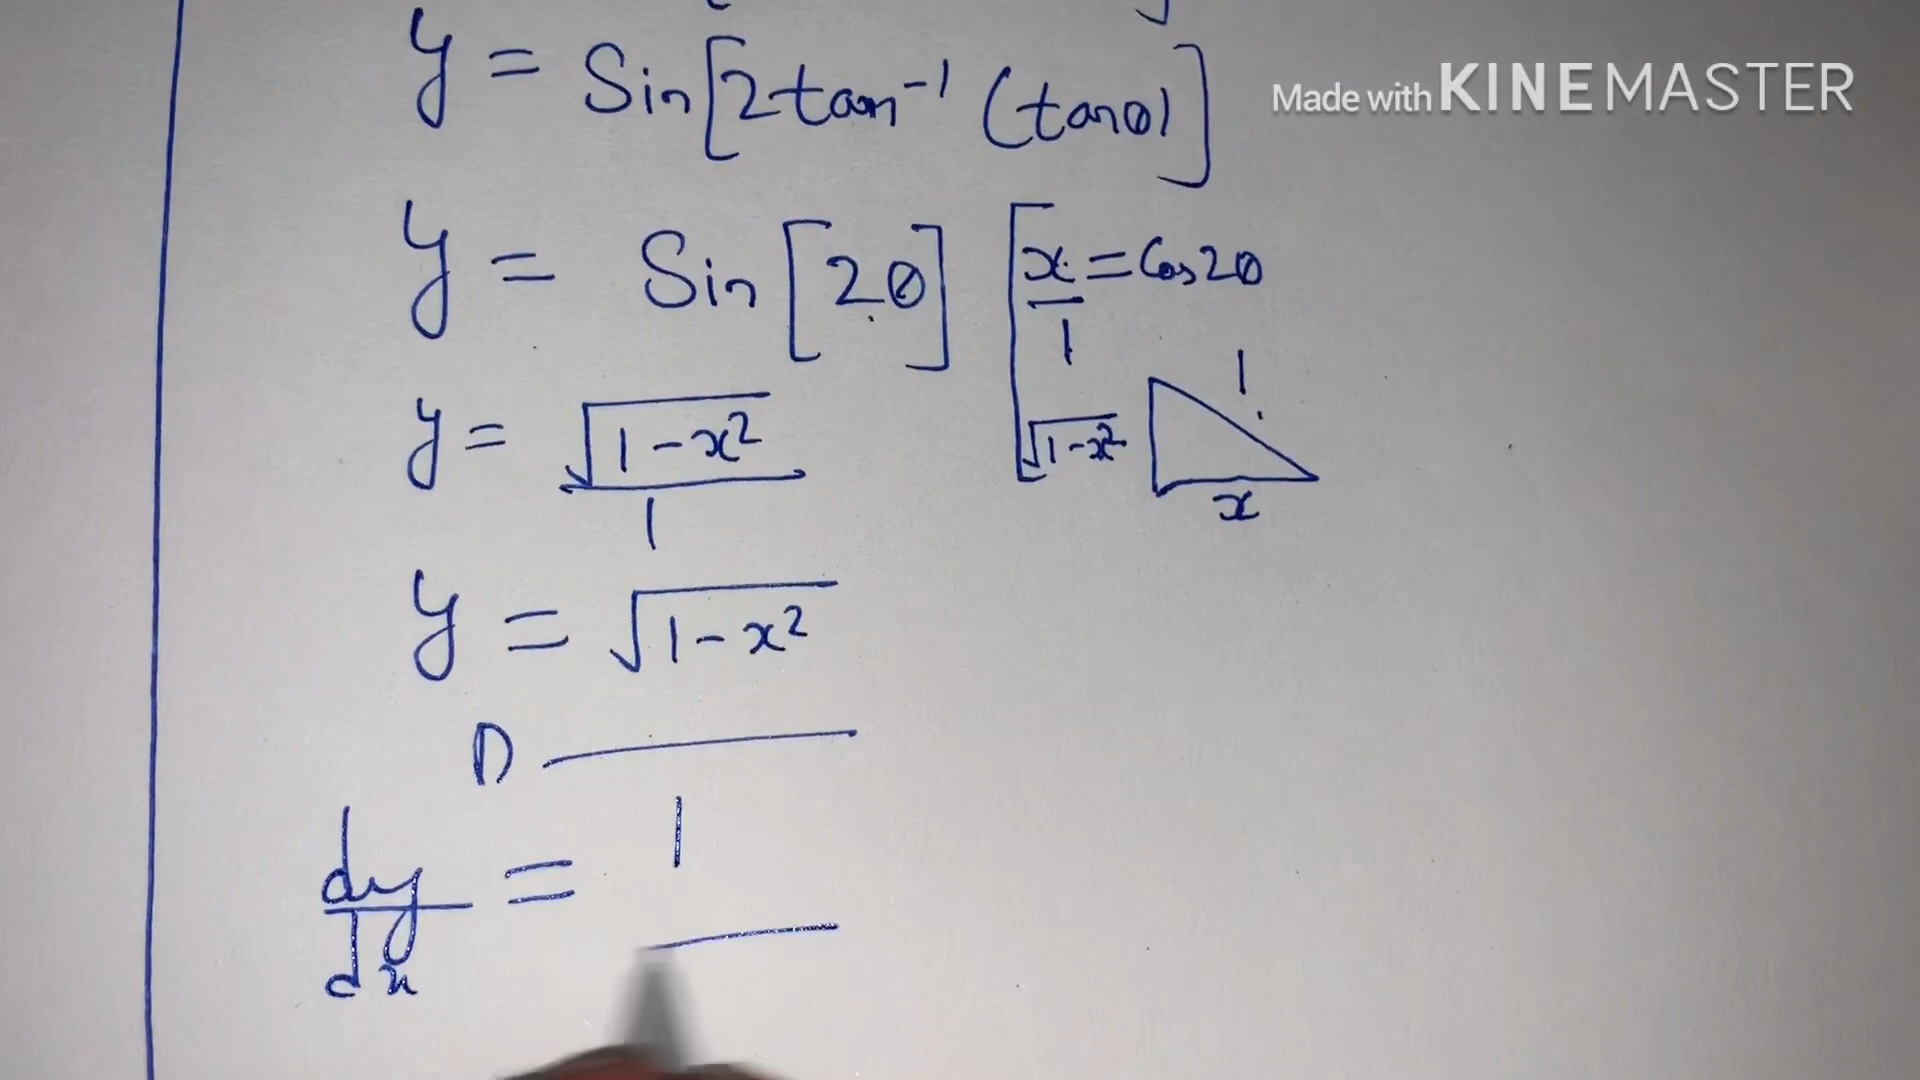 Made with KINEMASTER
y = Sin[2tan⁻¹ (tanθ)]
y = Sin [2θ] [x/1 = Cos2θ
1
y = √1-x²/1
√1-x²
x
y = √1-x²
D
dy/dx = 1